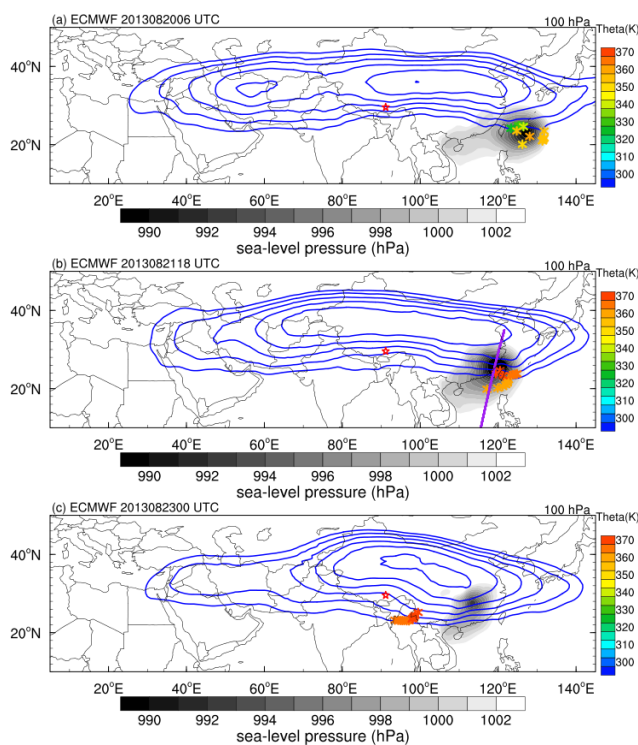 (a) ECMWF 2013082006 UTC 100 hPa
Theta(K)
40°N
20°N
370
360
350
340
330
320
310
300
20°E 40°E 60°E 80°E 100°E 120°E 140°E
990 992 994 996 998 1000 1002
sea-level pressure (hPa)
(b) ECMWF 2013082118 UTC 100 hPa
Theta(K)
40°N
20°N
370
360
350
340
330
320
310
300
20°E 40°E 60°E 80°E 100°E 120°E 140°E
990 992 994 996 998 1000 1002
sea-level pressure (hPa)
(c) ECMWF 2013082300 UTC 100 hPa
Theta(K)
40°N
20°N
370
360
350
340
330
320
310
300
20°E 40°E 60°E 80°E 100°E 120°E 140°E
990 992 994 996 998 1000 1002
sea-level pressure (hPa)